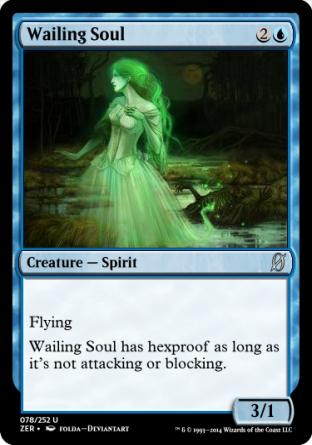 Wailing Soul 2
Creature — Spirit
Flying
Wailing Soul has hexproof as long as
it's not attacking or blocking.
078/252 U
ZER • FOLDA—DEVIANTART
3/1
™ & © 1993–2014 Wizards of the Coast LLC